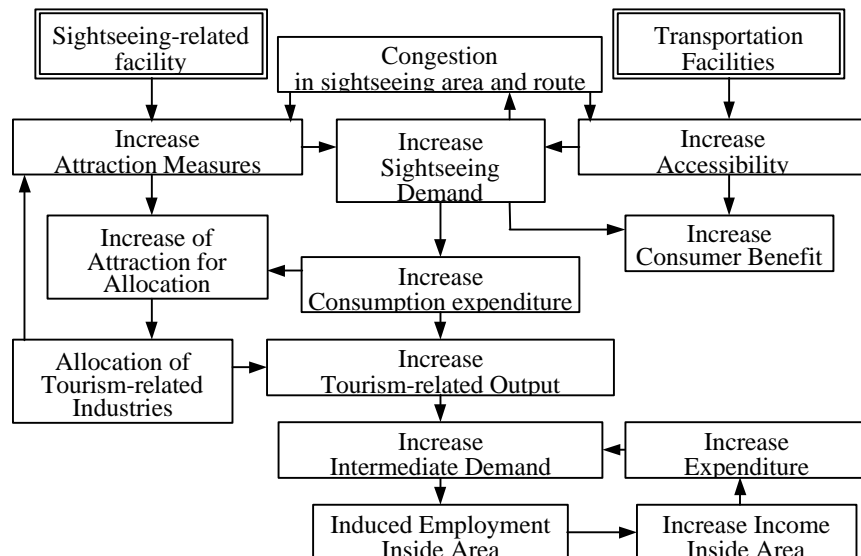 Sightseeing-related
facility
Congestion
in sightseeing area and route
Transportation
Facilities
Increase
Attraction Measures
Increase
Sightseeing
Demand
Increase
Accessibility
Increase of
Attraction for
Allocation
Increase
Consumer Benefit
Increase
Consumption expenditure
Allocation of
Tourism-related
Industries
Increase
Tourism-related Output
Increase
Intermediate Demand
Increase
Expenditure
Induced Employment
Inside Area
Increase Income
Inside Area